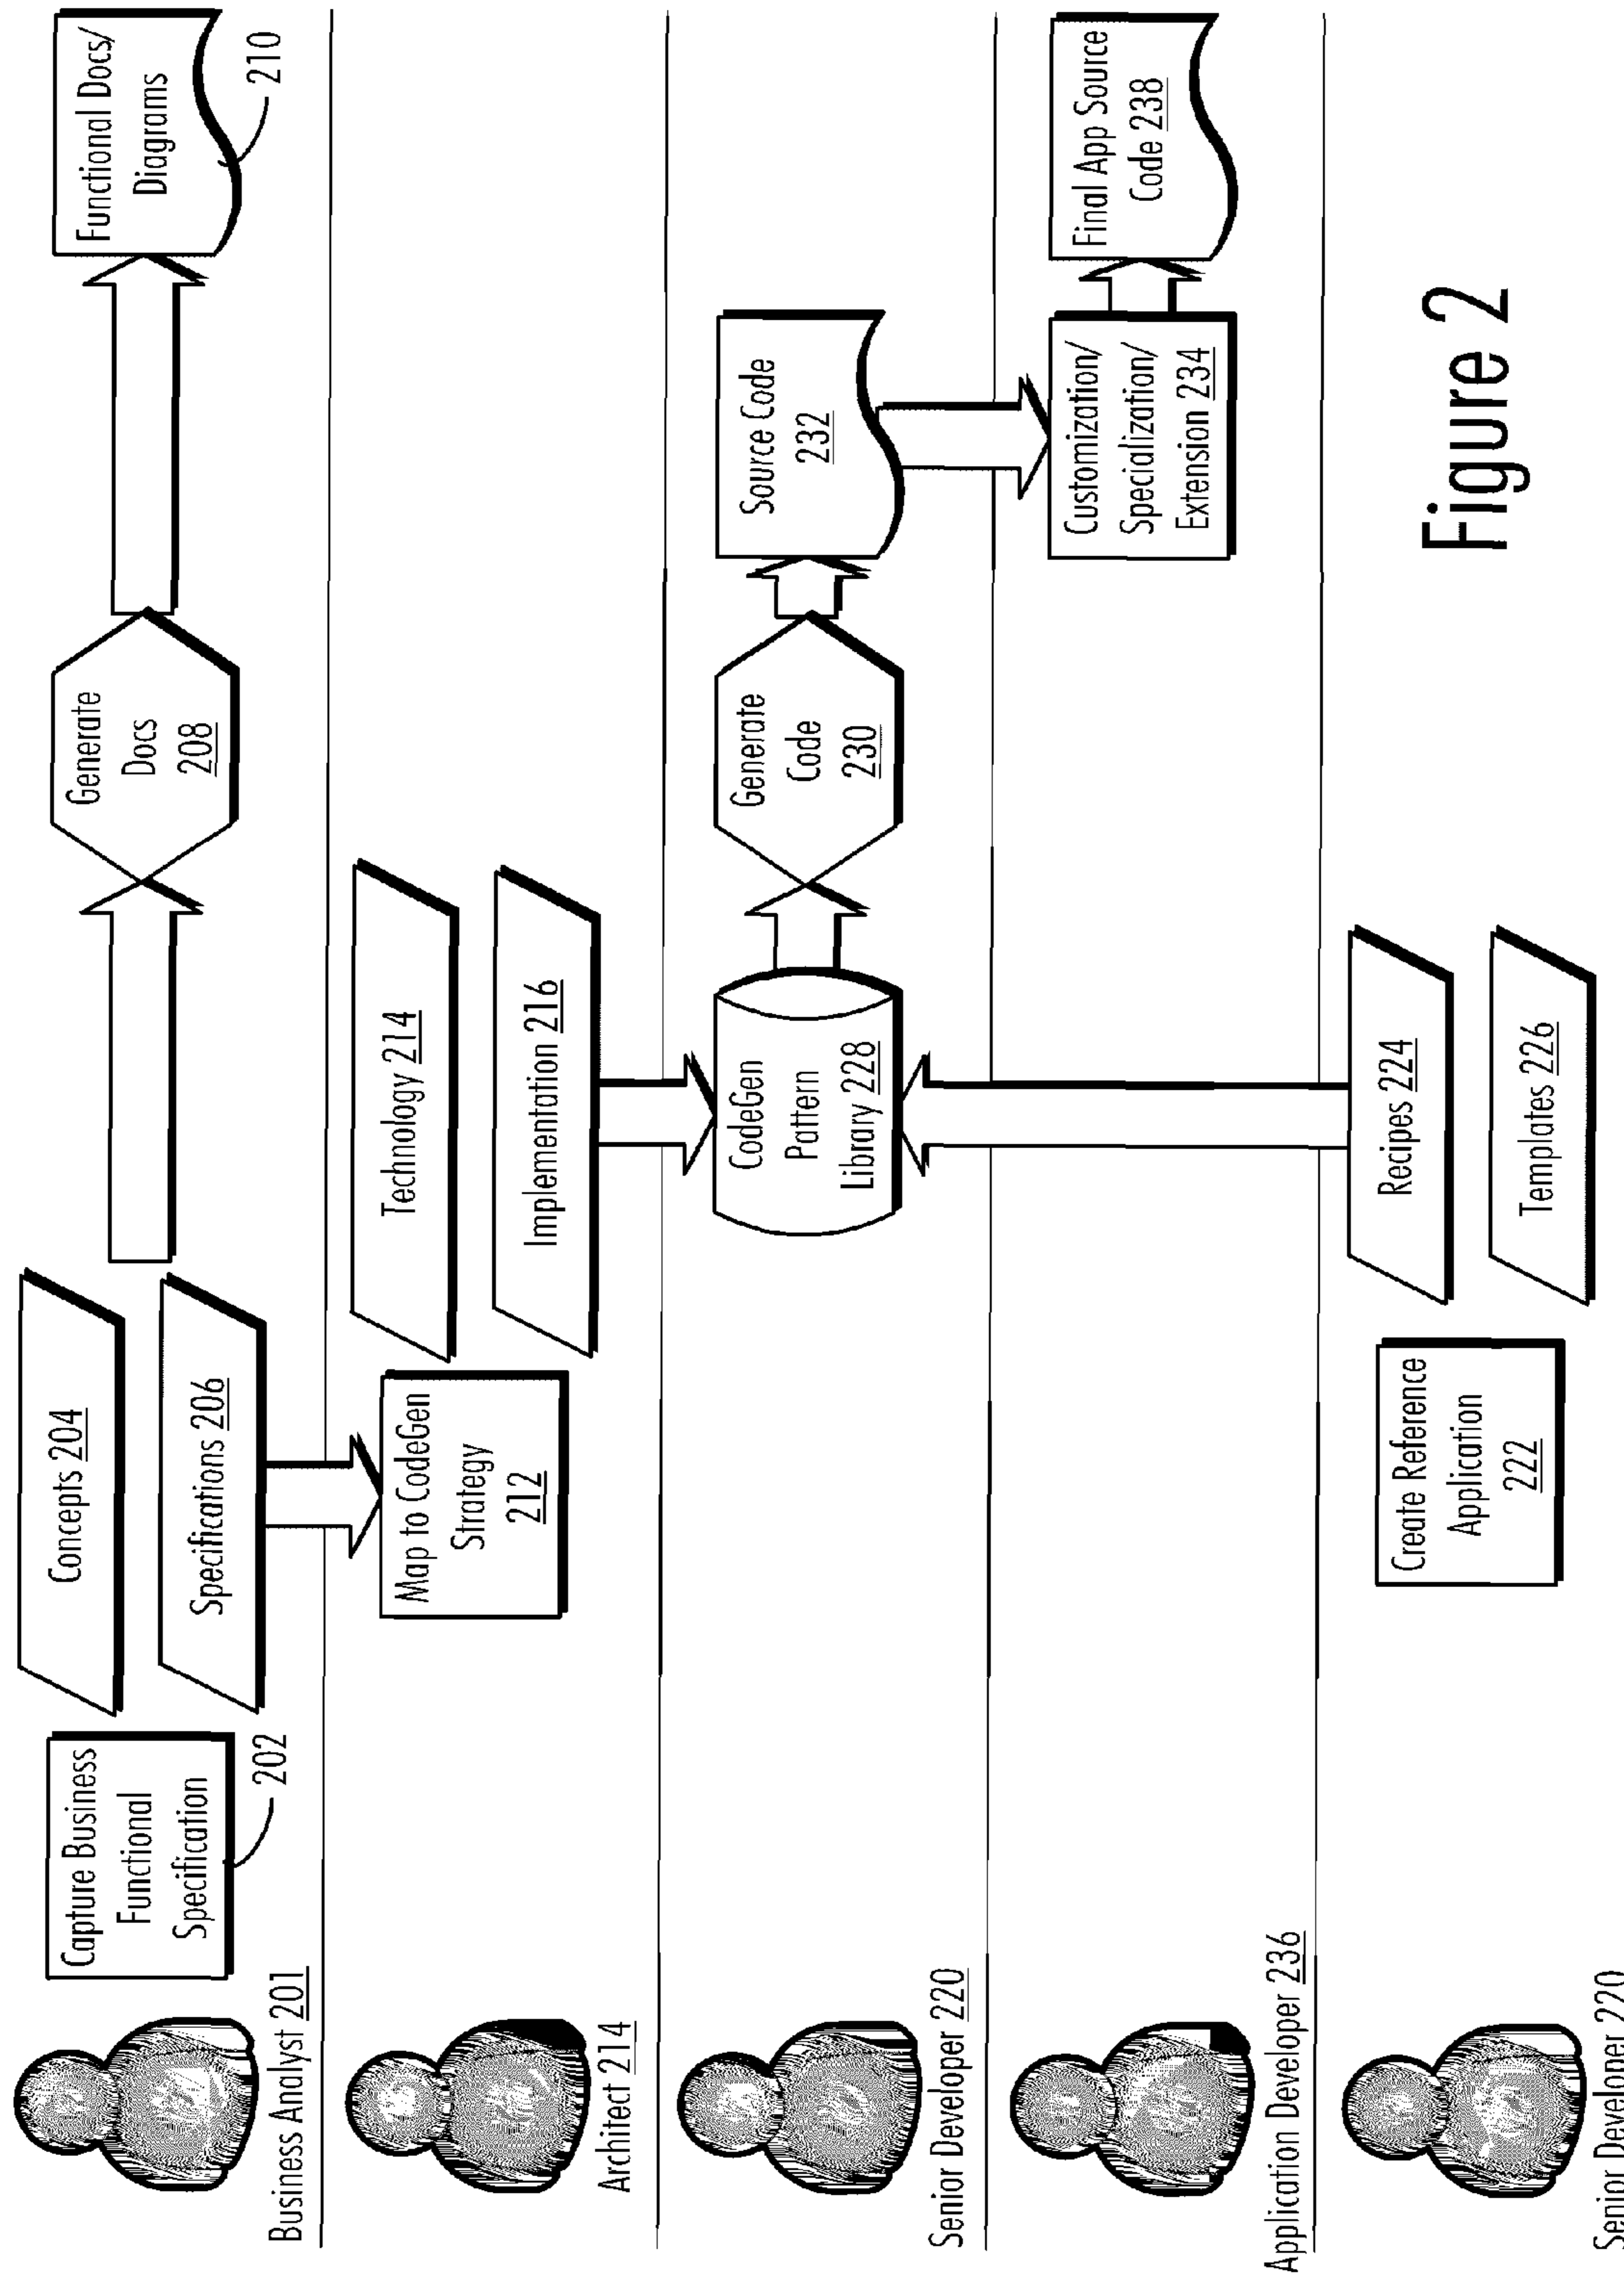 Capture Business
Functional
Specification
202
Business Analyst 201
Concepts 204
Specifications 206
Generate
Docs
208
Functional Docs/
Diagrams
210
Architect 214
Map to CodeGen
Strategy
212
Technology 214
Implementation 216
Senior Developer 220
CodeGen
Pattern
Library 228
Generate
Code
230
Source Code
232
Application Developer 236
Customization/
Specialization/
Extension 234
Final App Source
Code 238
Senior Developer 220
Create Reference
Application
222
Recipes 224
Templates 226
Figure 2